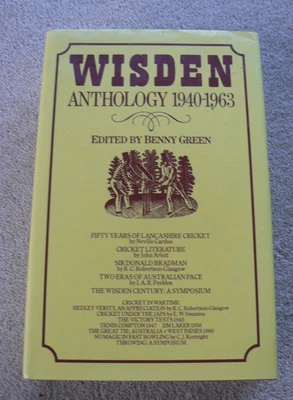 WISDEN
ANTHOLOGY 1940-1963
EDITED BY BENNY GREEN
FIFTY YEARS OF LANCASHIRE CRICKET
by Neville Cardus
CRICKET LITERATURE
by John Arlott
SIR DONALD BRADMAN
by R. C. Robertson-Glasgow
TWO ERAS OF AUSTRALIAN PACE
by I. A. R. Peebles
THE WISDEN CENTURY: A SYMPOSIUM
CRICKET IN WARTIME
HEDLEY VERITY, AN APPRECIATION by R. C. Robertson-Glasgow
CRICKET UNDER THE JAPS by E. W. Swanton
THE VICTORY TESTS 1945
DENIS COMPTON 1947 JIM LAKER 1956
THE GREAT TIE, AUSTRALIA v WEST INDIES 1960
NO MAGIC IN FAST BOWLING by C. J. Kortright
THROWING: A SYMPOSIUM